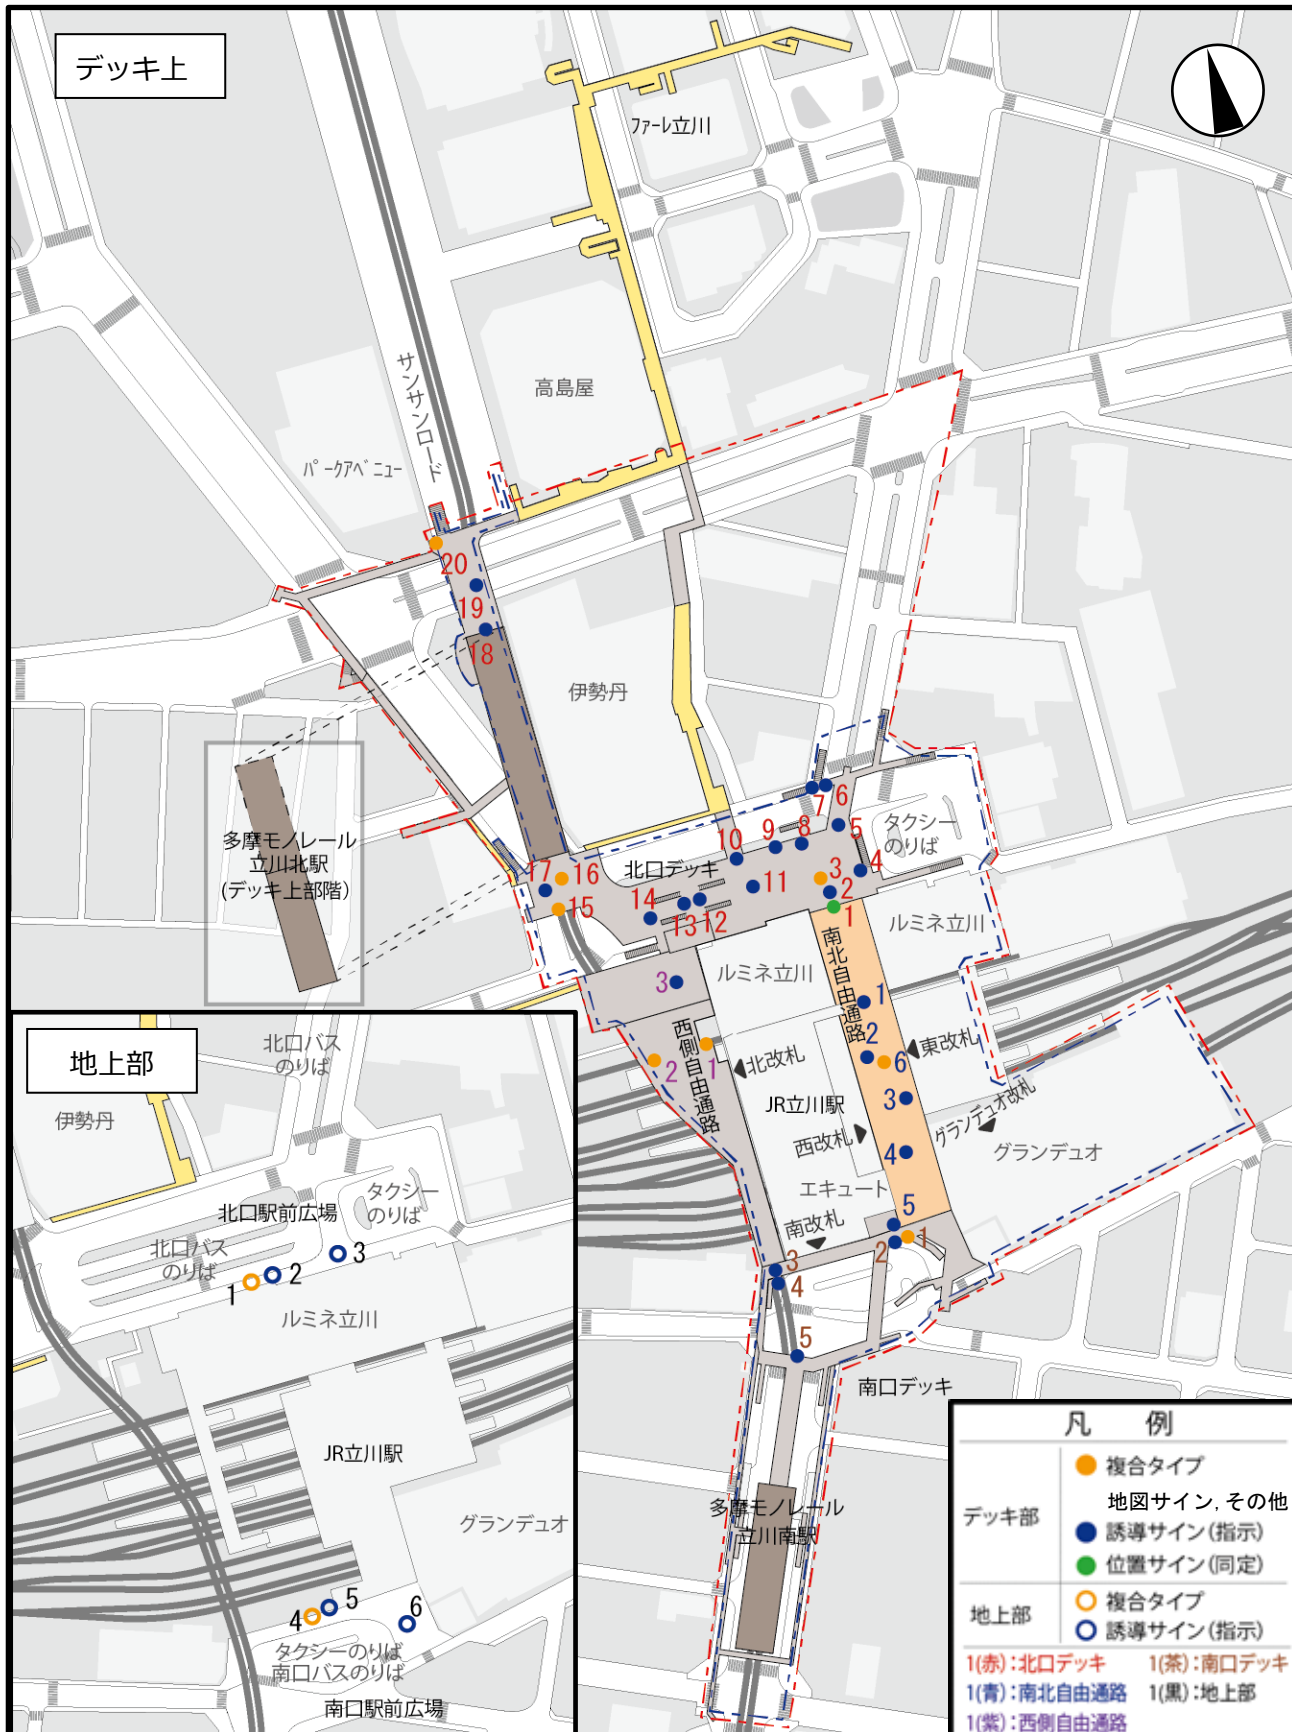 デッキ上
ファーレ立川
高島屋
サンサンロード
パークアベニュー
20
19
18
伊勢丹
多摩モノレール
立川北駅
(デッキ上部階)
7
6
5
タクシー
のりば
10
9
8
4
3
2
1
北口デッキ
17
16
15
14
13
12
11
ルミネ立川
ルミネ立川
南北自由通路
3
西側自由通路
1
2
1
2
6
東改札
北改札
JR立川駅
3
グランデュオ改札
西改札
4
グランデュオ
エキュート
5
南改札
1
2
3
4
5
南口デッキ
多摩モノレール
立川南駅
地上部
北口バス
のりば
伊勢丹
タクシー
のりば
北口駅前広場
北口バス
のりば
3
2
1
ルミネ立川
JR立川駅
グランデュオ
4
5
6
タクシーのりば
南口バスのりば
南口駅前広場
凡 例
デッキ部
複合タイプ
地図サイン,その他
誘導サイン(指示)
位置サイン(同定)
地上部
複合タイプ
誘導サイン(指示)
1(赤):北口デッキ 1(茶):南口デッキ
1(青):南北自由通路 1(黒):地上部
1(紫):西側自由通路